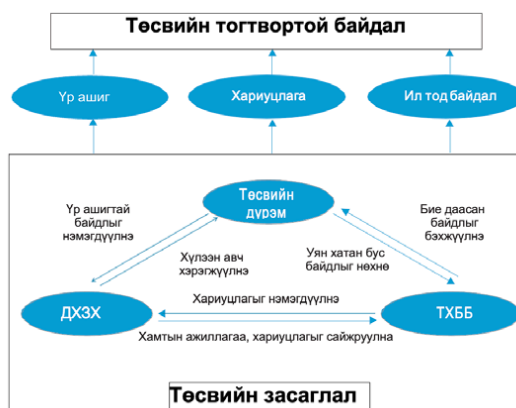 Төсвийн тогтвортой байдал
Үр ашиг
Хариуцлага
Ил тод байдал
Төсвийн
дүрэм
Үр ашигтай
байдлыг
нэмэгдүүлнэ
Хүлээн авч
хэрэгжүүлнэ
Бие даасан
байдлыг
бэхжүүлнэ
Уян хатан бус
байдлыг нөхнө
ДХЗХ
Хариуцлагыг нэмэгдүүлнэ
ТХББ
Хамтын ажиллагаа, хариуцлагыг сайжруулна
Төсвийн засаглал